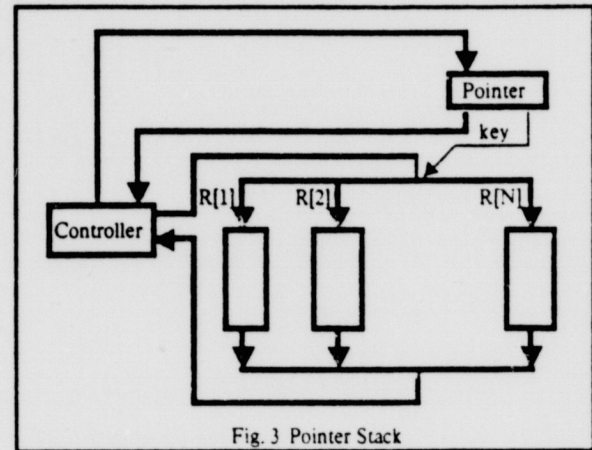 Pointer
key
R[1]
R[2]
R[N]
Controller
Fig. 3 Pointer Stack